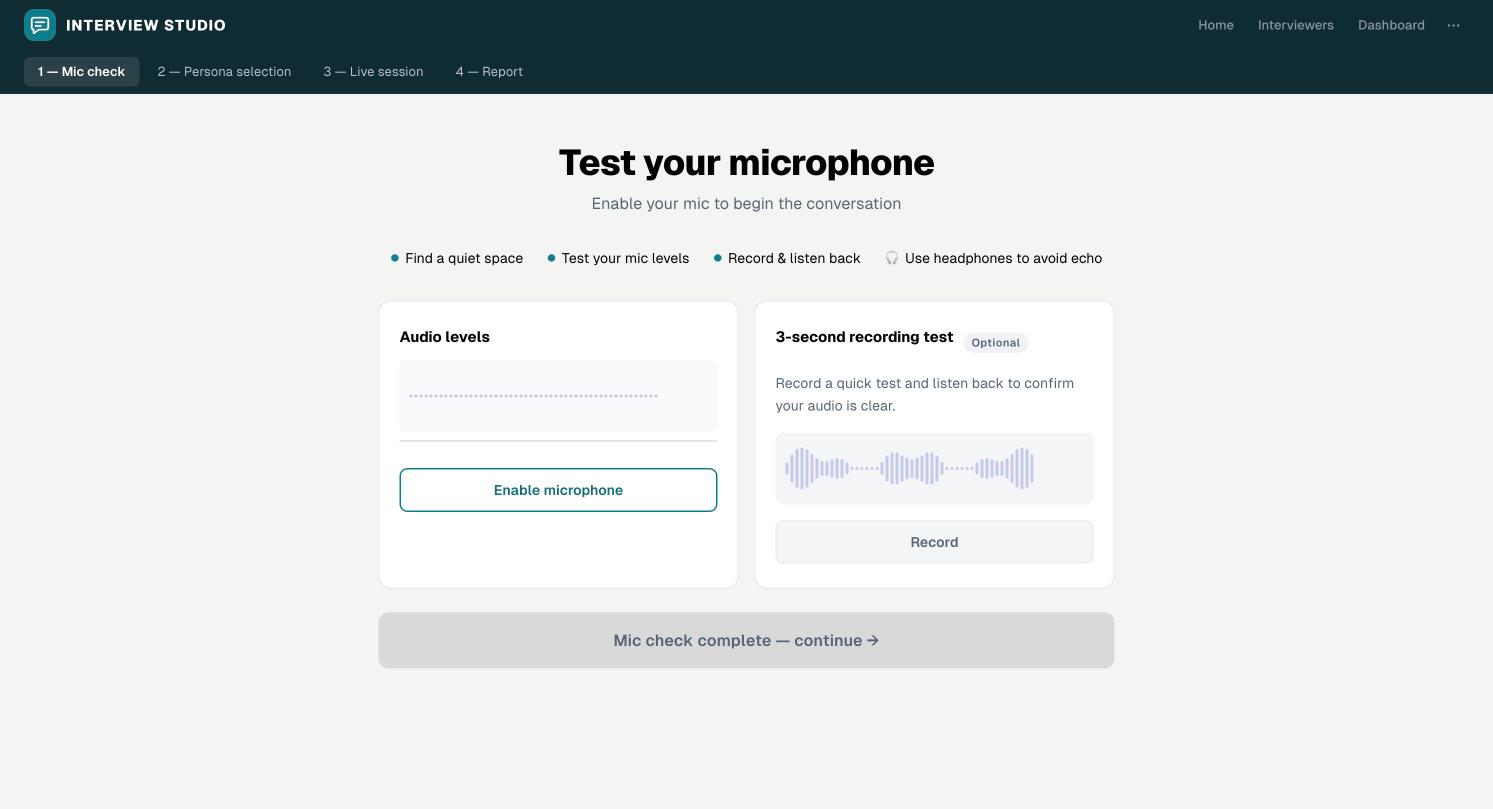 INTERVIEW STUDIO
Home Interviewers Dashboard ···
1 — Mic check 2 — Persona selection 3 — Live session 4 — Report
Test your microphone
Enable your mic to begin the conversation
Find a quiet space Test your mic levels Record & listen back Use headphones to avoid echo
Audio levels
Enable microphone
3-second recording test Optional
Record a quick test and listen back to confirm
your audio is clear.
Record
Mic check complete — continue →